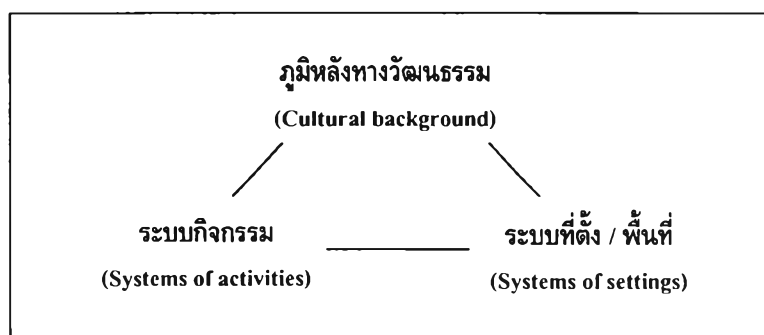 ภูมิหลังทางวัฒนธรรม
(Cultural background)
ระบบกิจกรรม
(Systems of activities)
ระบบที่ตั้ง / พื้นที่
(Systems of settings)